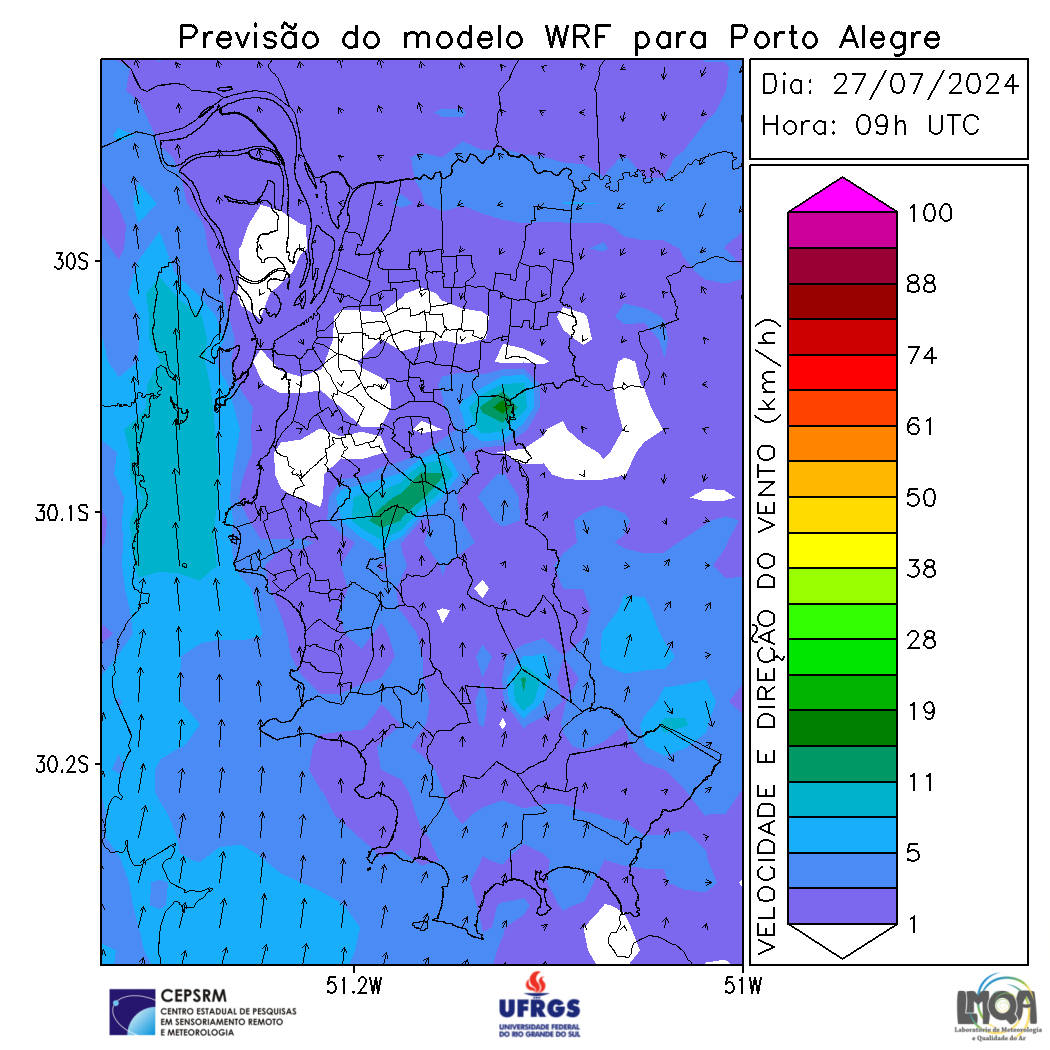 Previsão do modelo WRF para Porto Alegre
Dia: 27/07/2024
Hora: 09h UTC
30S
30.1S
30.2S
51.2W
51W
VELOCIDADE E DIREÇÃO DO VENTO (km/h)
100
88
74
61
50
38
28
19
11
5
1
CEPSRM
CENTRO ESTADUAL DE PESQUISAS
EM SENSORIAMENTO REMOTO
E METEOROLOGIA
UFRGS
UNIVERSIDADE FEDERAL
DO RIO GRANDE DO SUL
LMQA
Laboratório de Meteorologia
e Qualidade do Ar